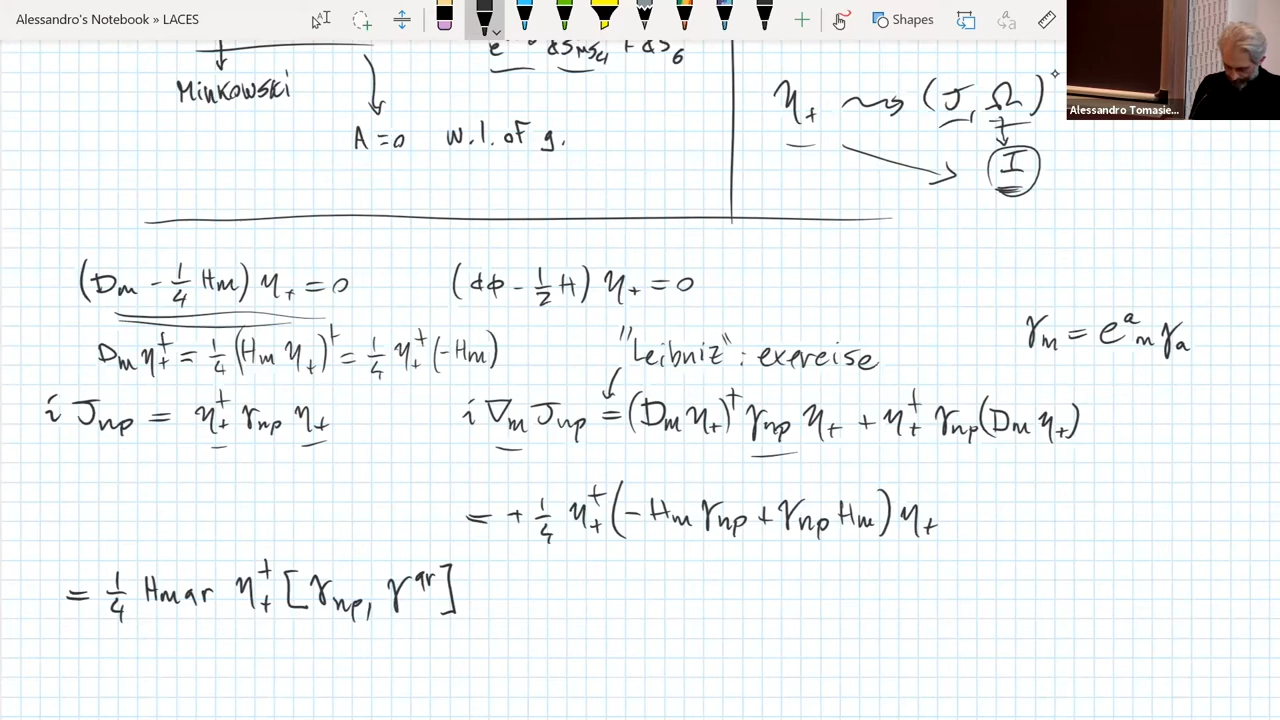 Alessandro's Notebook » LACES
Shapes
Alessandro Tomasie...
Minkowski
A = 0 w.l. of g.
η₊ ⇝ (J, Ω)
I
(Dₘ - 1/4 Hₘ) η₊ = 0
(dϕ - 1/2 H) η₊ = 0
Dₘ η₊† = 1/4 (Hₘ η₊)† = 1/4 η₊† (-Hₘ)
"Leibniz": exercise
γₘ = eᵃₘ γₐ
i Jₙₚ = η₊† γₙₚ η₊
i ∇ₘ Jₙₚ = (Dₘ η₊)† γₙₚ η₊ + η₊† γₙₚ (Dₘ η₊)
= + 1/4 η₊† (-Hₘ γₙₚ + γₙₚ Hₘ) η₊
= 1/4 Hmqr η₊† [γₙₚ, γ^qr]